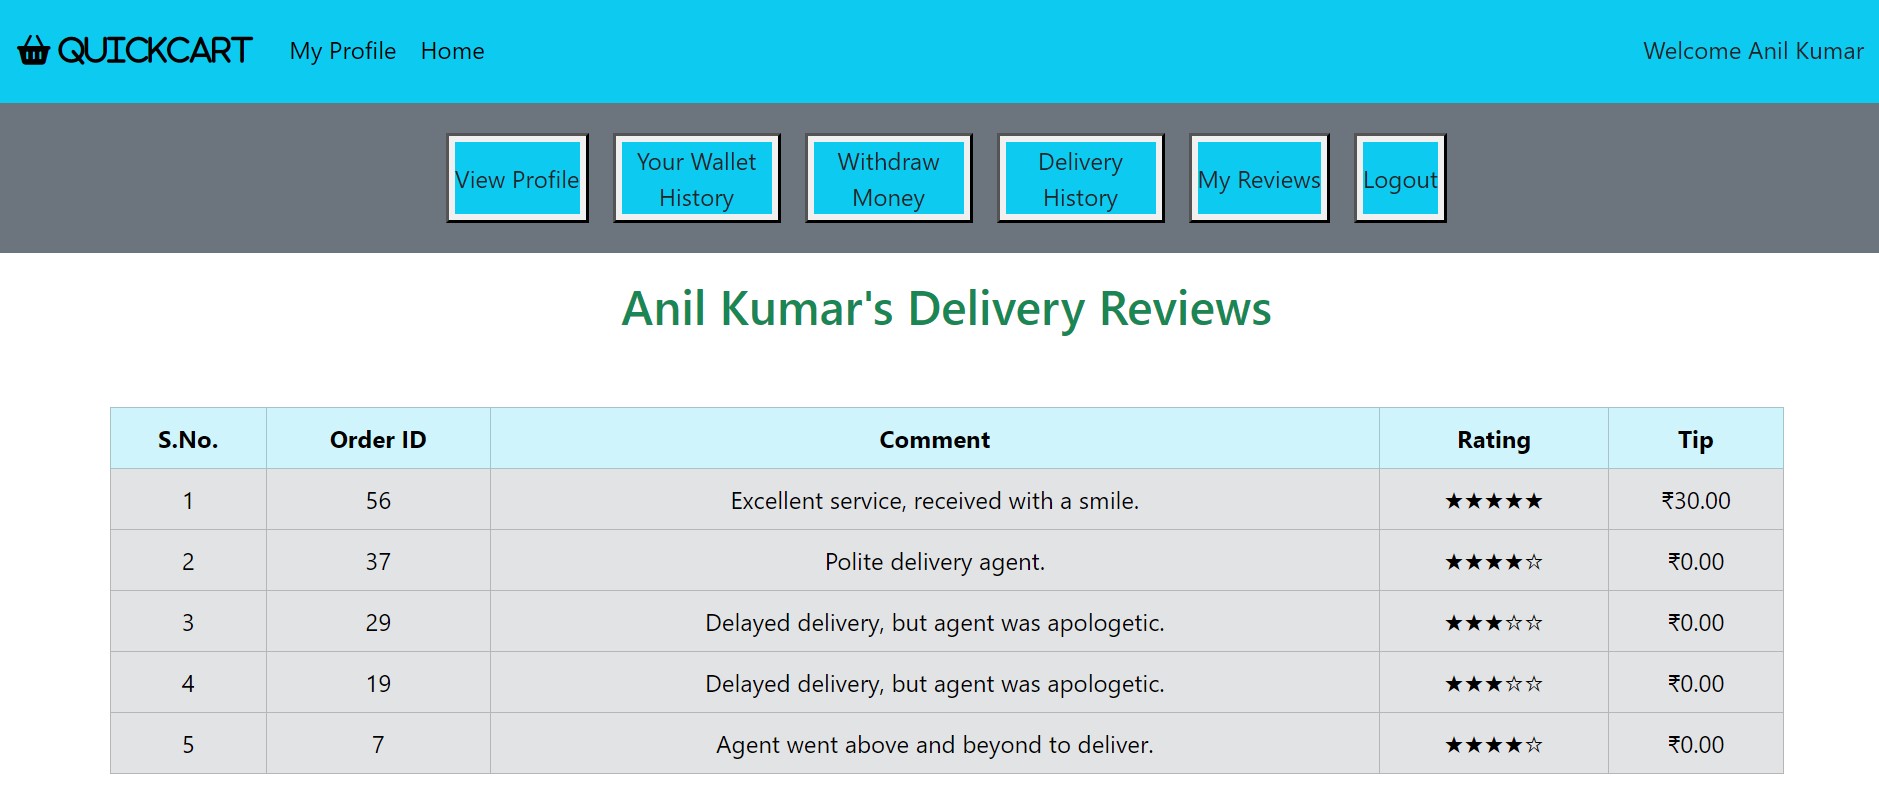 QUICKCART My Profile Home Welcome Anil Kumar
View Profile Your Wallet History Withdraw Money Delivery History My Reviews Logout
Anil Kumar's Delivery Reviews
S.No. Order ID Comment Rating Tip
1 56 Excellent service, received with a smile. ★★★★★ ₹30.00
2 37 Polite delivery agent. ★★★★☆ ₹0.00
3 29 Delayed delivery, but agent was apologetic. ★★★☆☆ ₹0.00
4 19 Delayed delivery, but agent was apologetic. ★★★☆☆ ₹0.00
5 7 Agent went above and beyond to deliver. ★★★★☆ ₹0.00